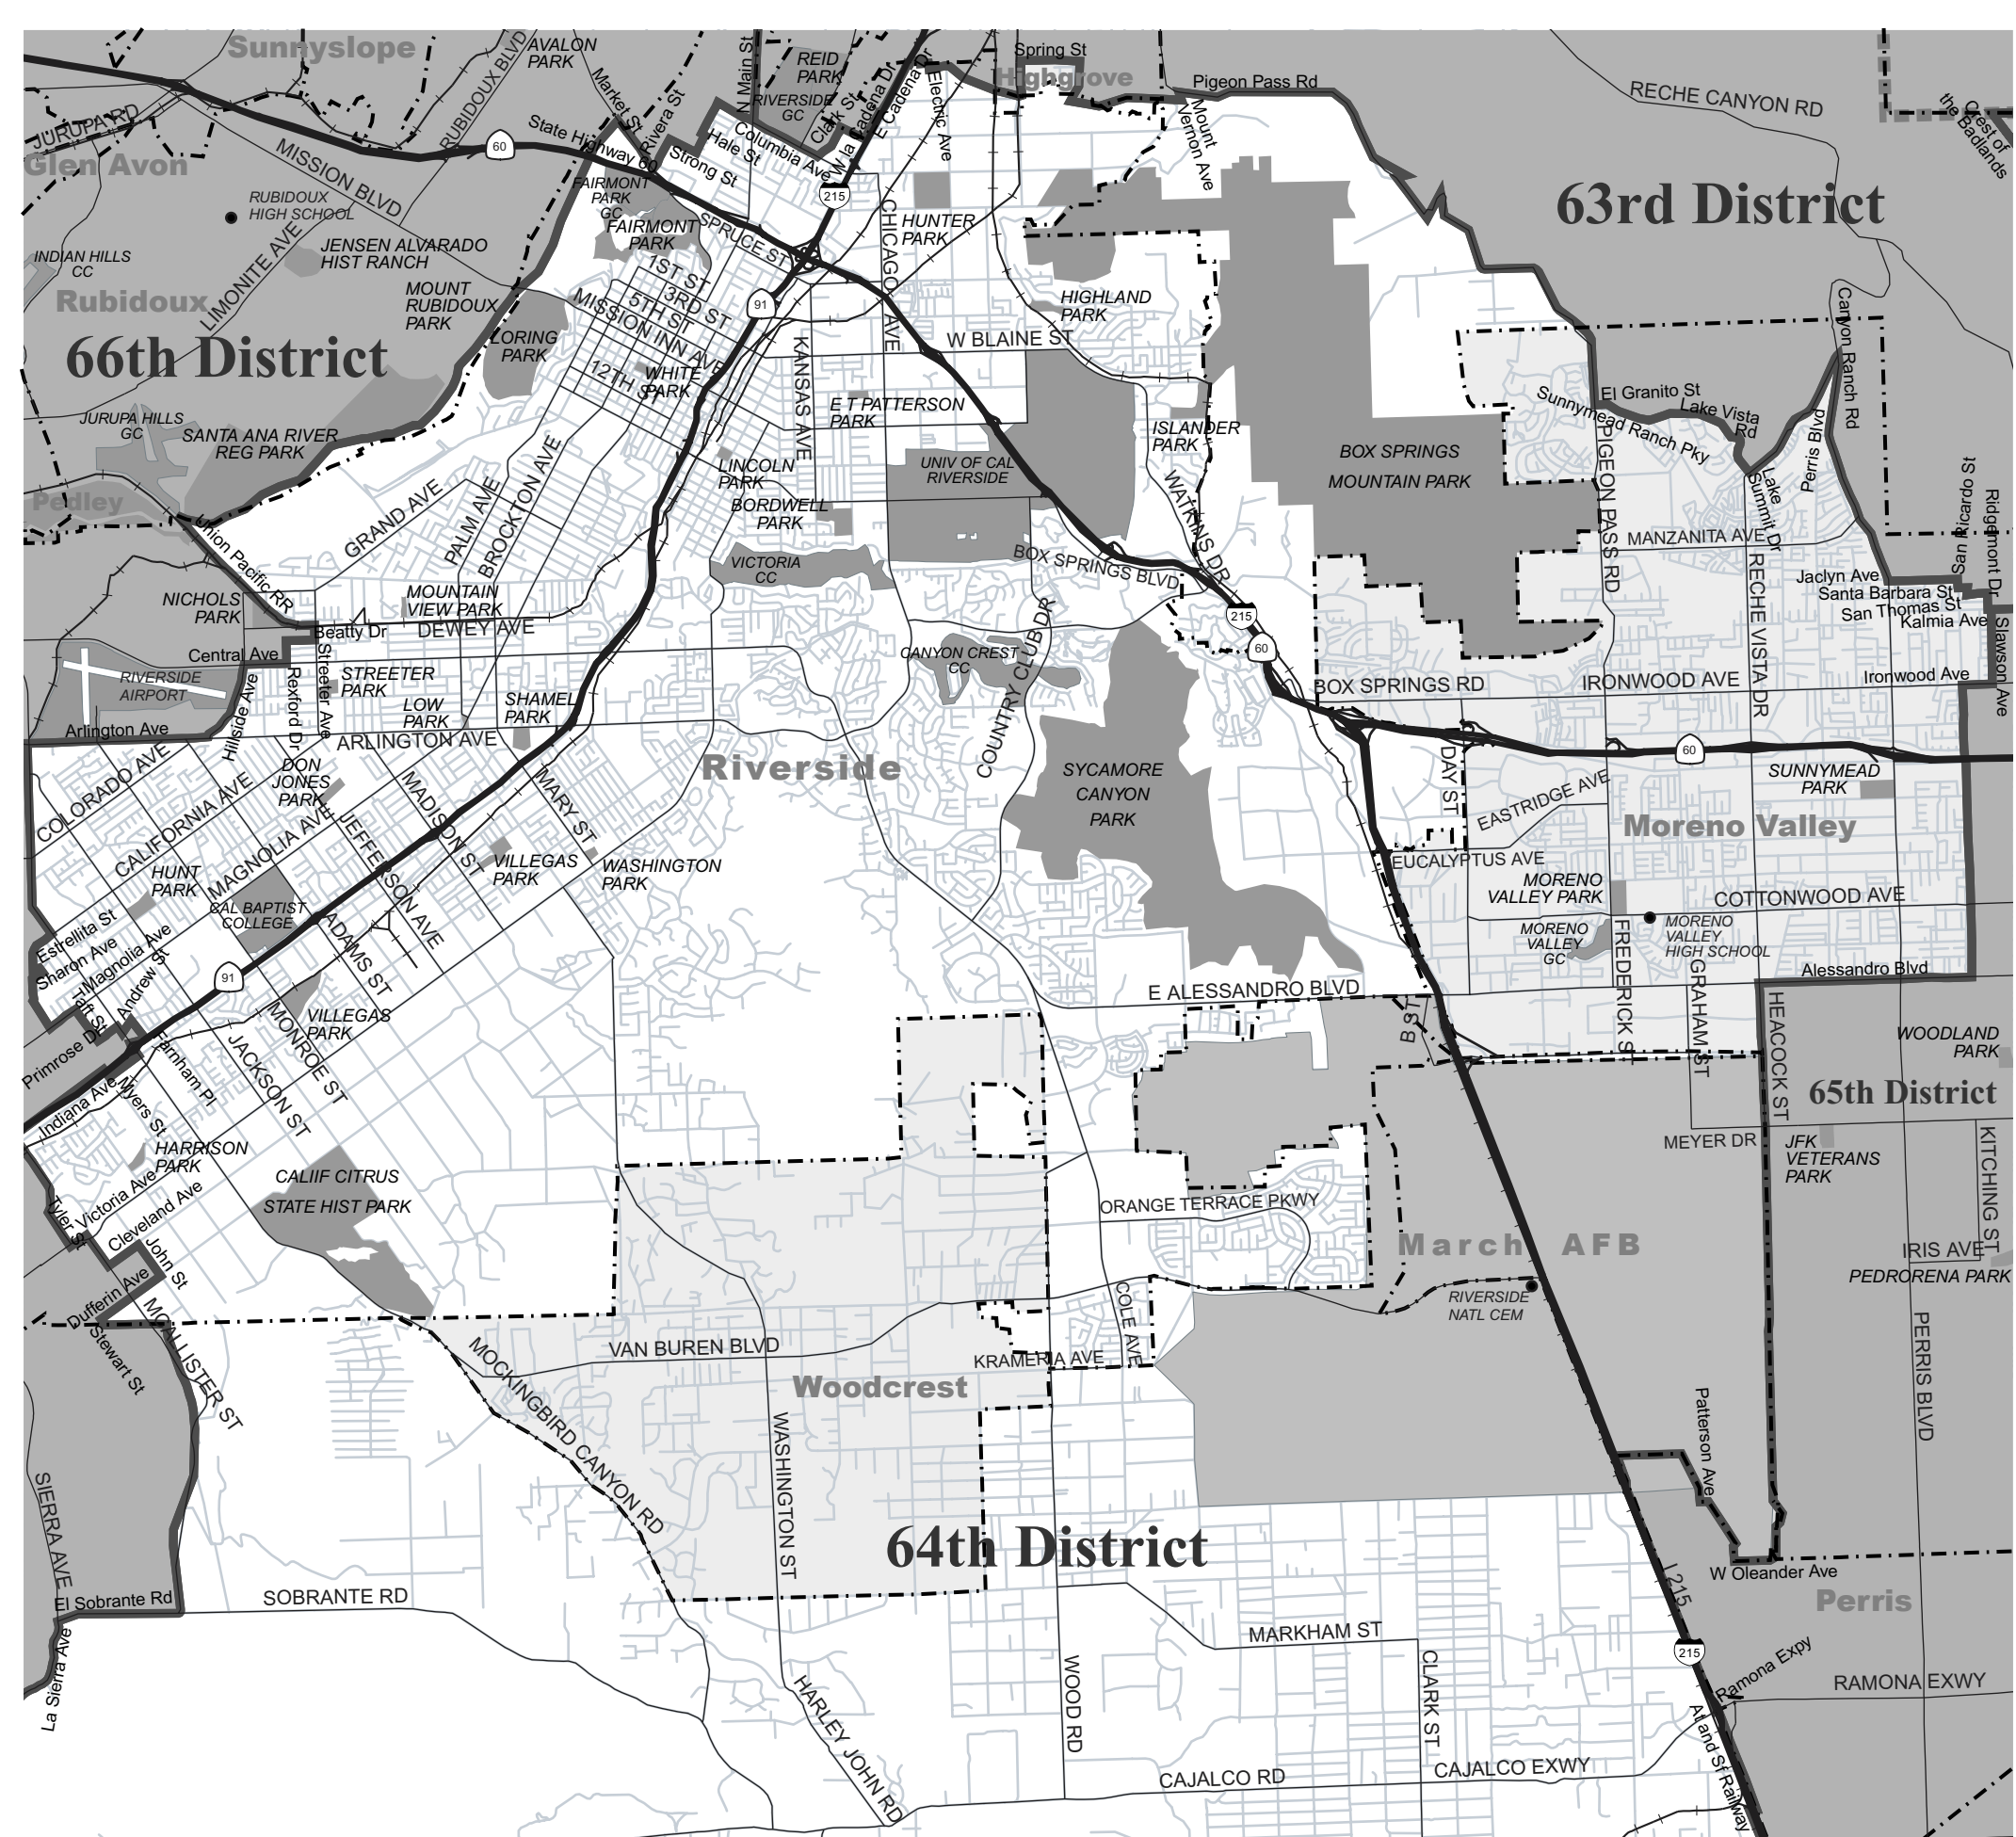 Sunnyslope
AVALON
PARK
RUBIDOUX BLVD
Market St
Rivera St
N Main St
REID
PARK
RIVERSIDE
GC
Clark St
W la Cadena Dr
E Cadena Dr
Electric Ave
Spring St
Highgrove
Pigeon Pass Rd
Mount
Vernon Ave
RECHE CANYON RD
Crest of
the Badlands
JURUPA RD
Glen Avon
MISSION BLVD
60
State Highway 60
Strong St
Hale St
Columbia Ave
215
63rd District
RUBIDOUX
HIGH SCHOOL
FAIRMONT
PARK
GC
FAIRMONT
PARK
SPRUCE ST
CHICAGO AVE
HUNTER
PARK
INDIAN HILLS
CC
LIMONITE AVE
JENSEN ALVARADO
HIST RANCH
Rubidoux
MOUNT
RUBIDOUX
PARK
1ST ST
3RD ST
5TH ST
MISSION INN AVE
12TH ST
91
HIGHLAND
PARK
66th District
LORING
PARK
WHITE
PARK
KANSAS AVE
W BLAINE ST
Canyon Ranch Rd
El Granito St
Lake Vista
Rd
Sunnymead Ranch Pky
JURUPA HILLS
GC
SANTA ANA RIVER
REG PARK
E T PATTERSON
PARK
ISLANDER
PARK
BOX SPRINGS
MOUNTAIN PARK
PIGEON PASS RD
Perris Blvd
Lake
Summit Dr
Pedley
Union Pacific RR
GRAND AVE
PALM AVE
BROCKTON AVE
LINCOLN
PARK
BORDWELL
PARK
UNIV OF CAL
RIVERSIDE
WATKINS DR
MANZANITA AVE
RECHE VISTA DR
San Ricardo St
Ridgemont Dr
VICTORIA
CC
BOX SPRINGS BLVD
Jaclyn Ave
Santa Barbara St
San Thomas St
Kalmia Ave
Slawson Ave
NICHOLS
PARK
MOUNTAIN
VIEW PARK
Beatty Dr
DEWEY AVE
215
60
Central Ave
CANYON CREST
CC
COUNTRY CLUB DR
RIVERSIDE
AIRPORT
Hillside Ave
Rexford Dr
Streeter Ave
STREETER
PARK
LOW
PARK
SHAMEL
PARK
BOX SPRINGS RD
IRONWOOD AVE
Ironwood Ave
Arlington Ave
ARLINGTON AVE
Riverside
SYCAMORE
CANYON
PARK
DAY ST
60
SUNNYMEAD
PARK
COLORADO AVE
CALIFORNIA AVE
MAGNOLIA AVE
DON
JONES
PARK
JEFFERSON AVE
MADISON ST
MARY ST
EASTRIDGE AVE
Moreno Valley
HUNT
PARK
VILLEGAS
PARK
WASHINGTON
PARK
EUCALYPTUS AVE
MORENO
VALLEY PARK
COTTONWOOD AVE
CAL BAPTIST
COLLEGE
ADAMS ST
Estrellita St
Sharon Ave
Magnolia Ave
Taft St
Andrew St
91
MORENO
VALLEY
GC
MORENO
VALLEY
HIGH SCHOOL
FREDERICK ST
GRAHAM ST
Alessandro Blvd
E ALESSANDRO BLVD
B ST
HEACOCK ST
VILLEGAS
PARK
MONROE ST
JACKSON ST
Farnham Pl
Primrose Dr
WOODLAND
PARK
65th District
Indiana Ave
Myers St
HARRISON
PARK
CALIIF CITRUS
STATE HIST PARK
MEYER DR
JFK
VETERANS
PARK
KITCHING ST
Tyler St
Victoria Ave
Cleveland Ave
John St
ORANGE TERRACE PKWY
March AFB
IRIS AVE
PEDRORENA PARK
Dufferin Ave
Stewart St
MCALLISTER ST
RIVERSIDE
NATL CEM
COLE AVE
VAN BUREN BLVD
MOCKINGBIRD CANYON RD
KRAMERIA AVE
Woodcrest
WASHINGTON ST
PERRIS BLVD
Patterson Ave
SIERRA AVE
64th District
W Oleander Ave
I 215
Perris
El Sobrante Rd
SOBRANTE RD
La Sierra Ave
MARKHAM ST
215
Ramona Expy
RAMONA EXWY
HARLEY JOHN RD
WOOD RD
CLARK ST
CAJALCO RD
CAJALCO EXWY
At and Sf Railway